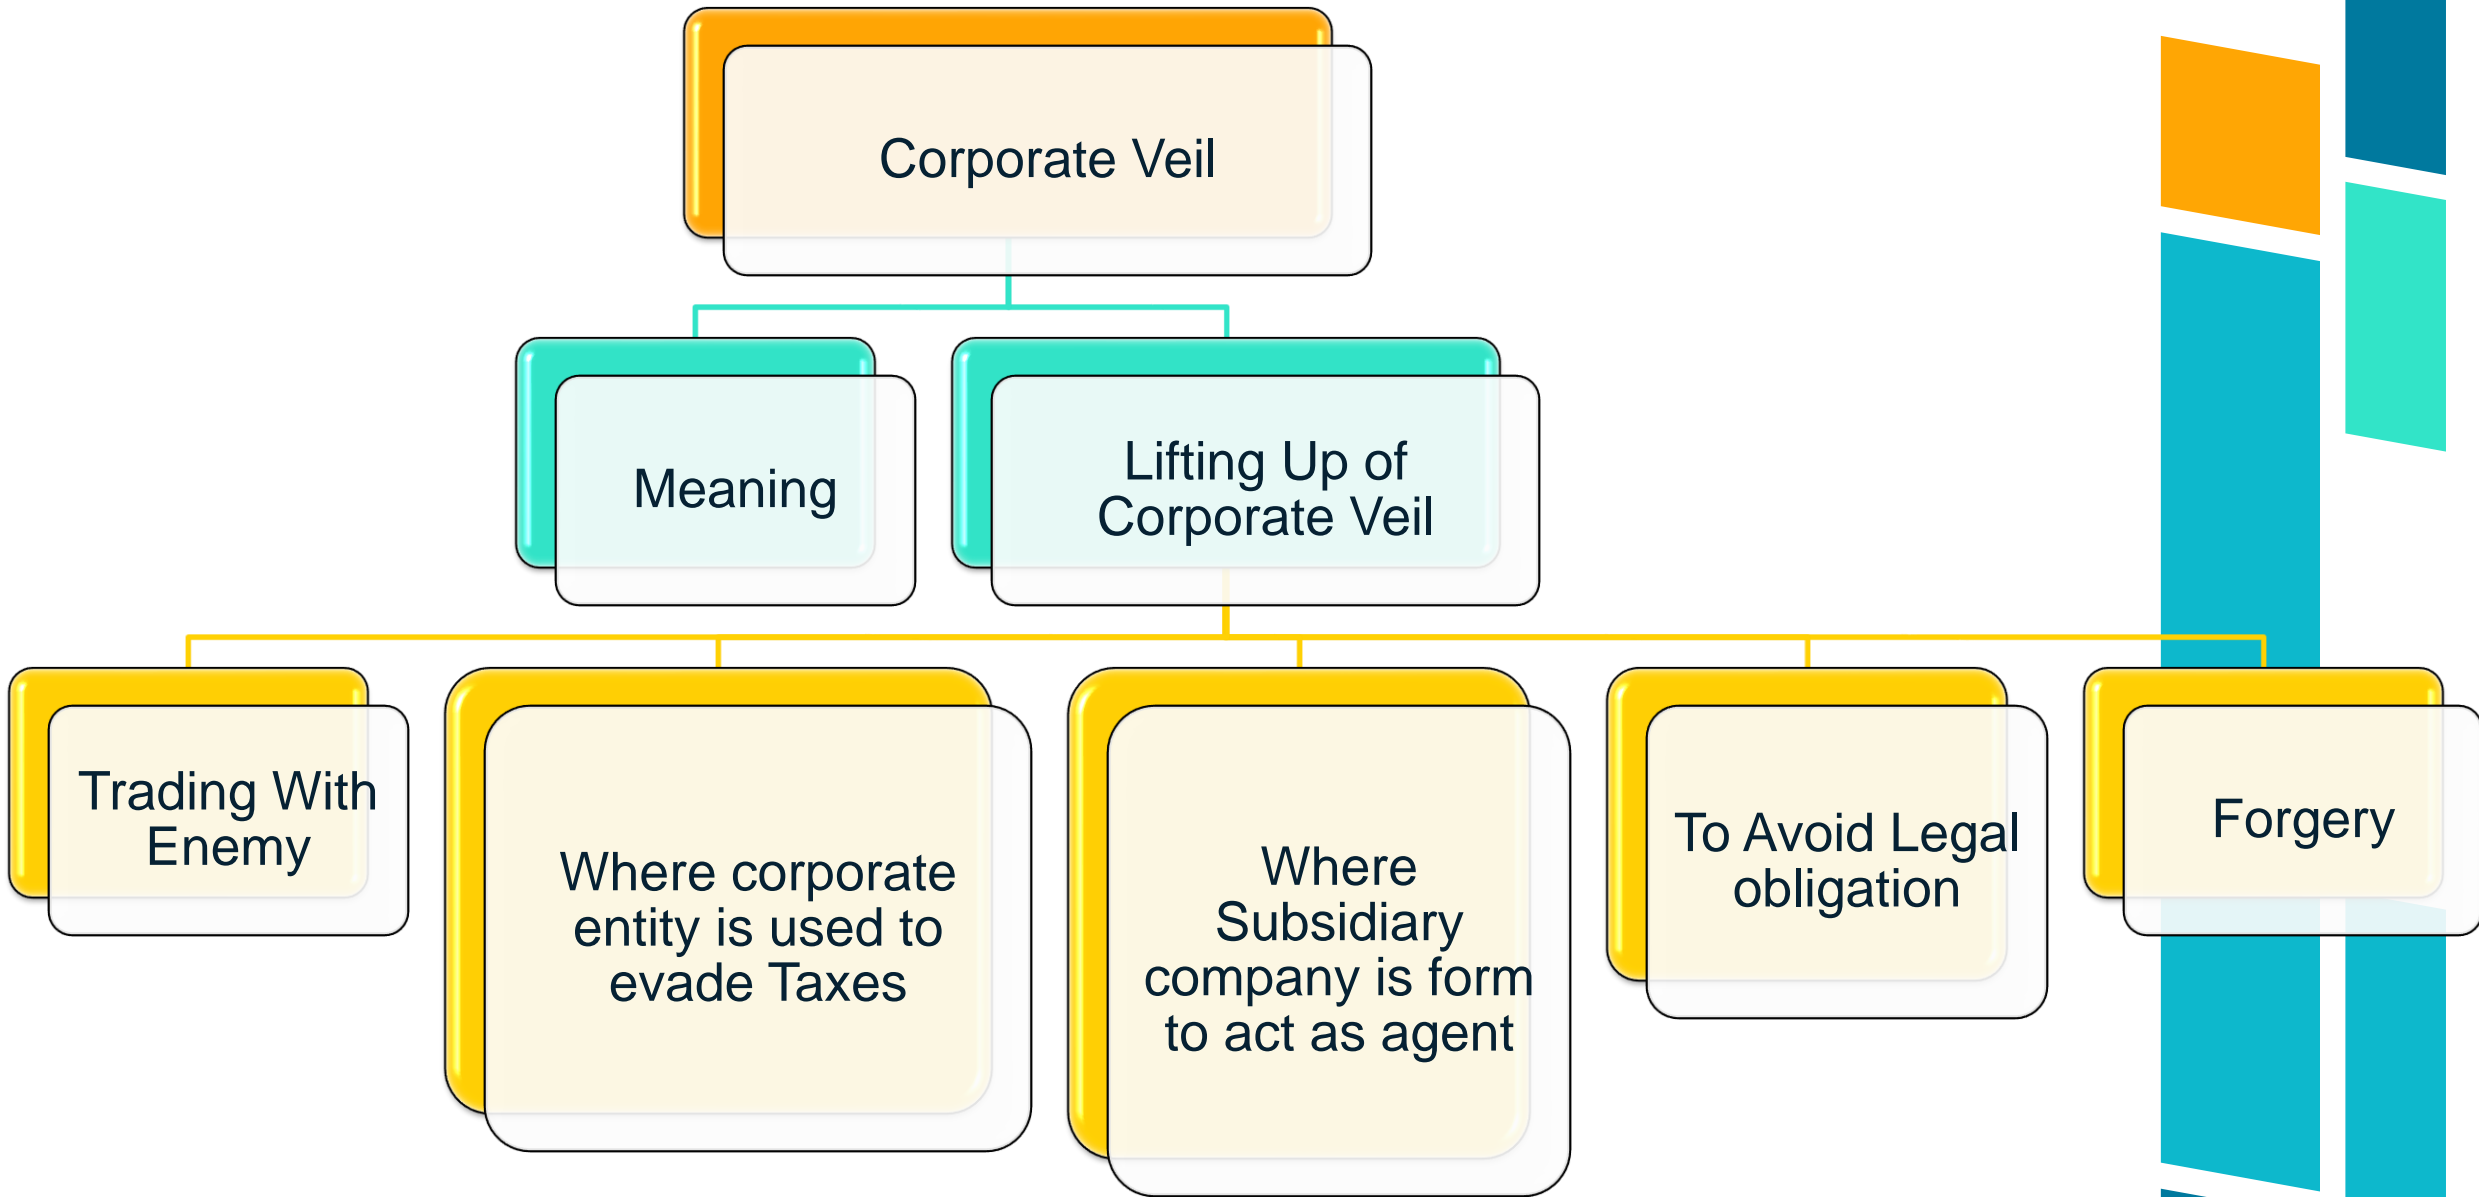 Corporate Veil
Meaning
Lifting Up of
Corporate Veil
Trading With
Enemy
Where corporate
entity is used to
evade Taxes
Where
Subsidiary
company is form
to act as agent
To Avoid Legal
obligation
Forgery